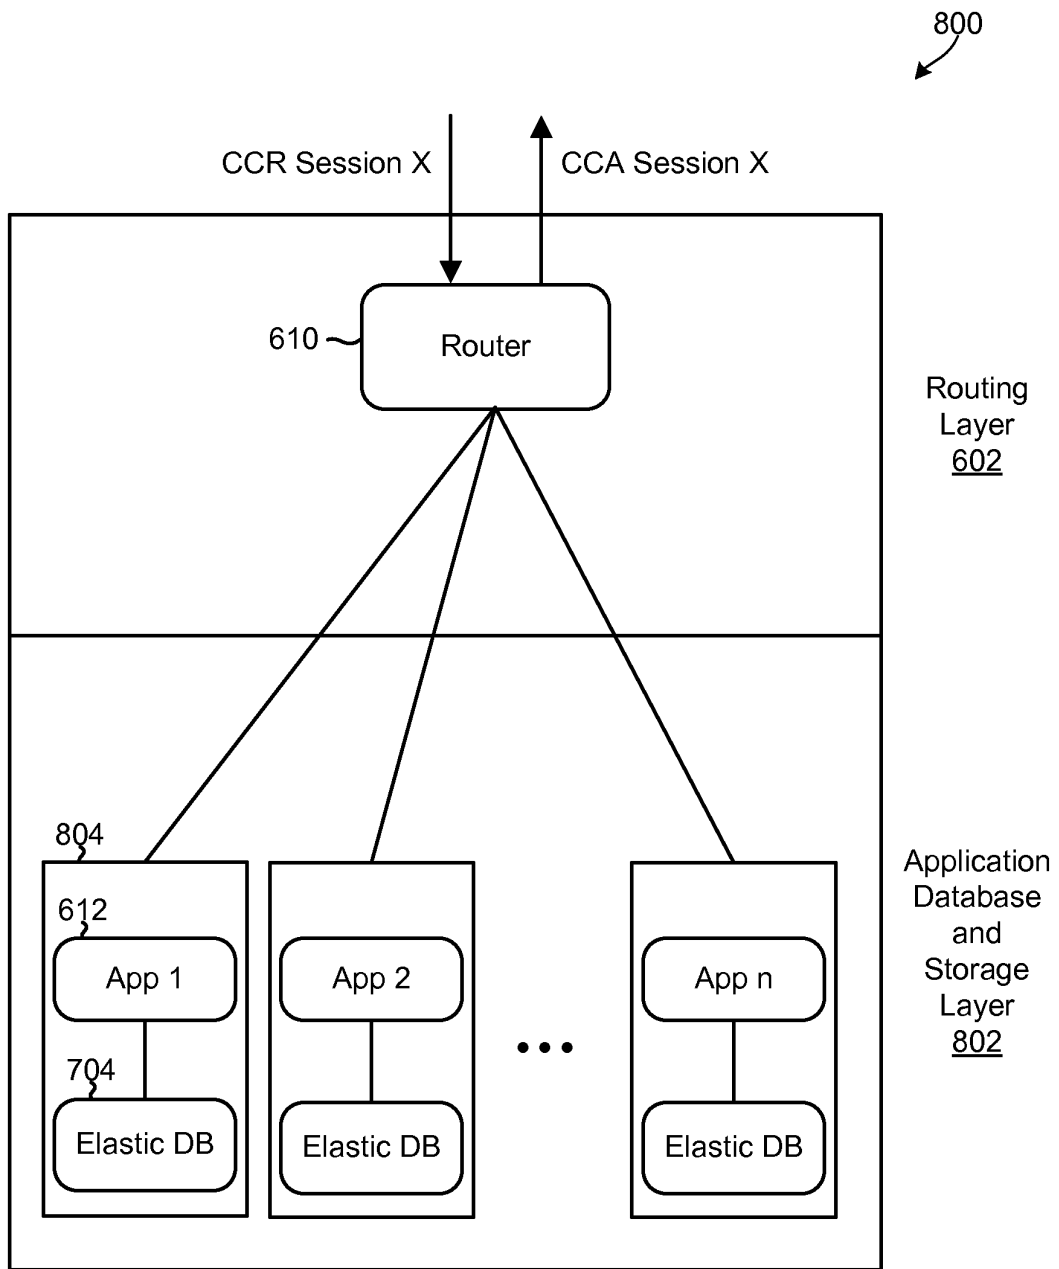 800
CCR Session X
CCA Session X
610
Router
Routing
Layer
602
804
612
App 1
App 2
App n
704
Elastic DB
Elastic DB
Elastic DB
Application
Database
and
Storage
Layer
802